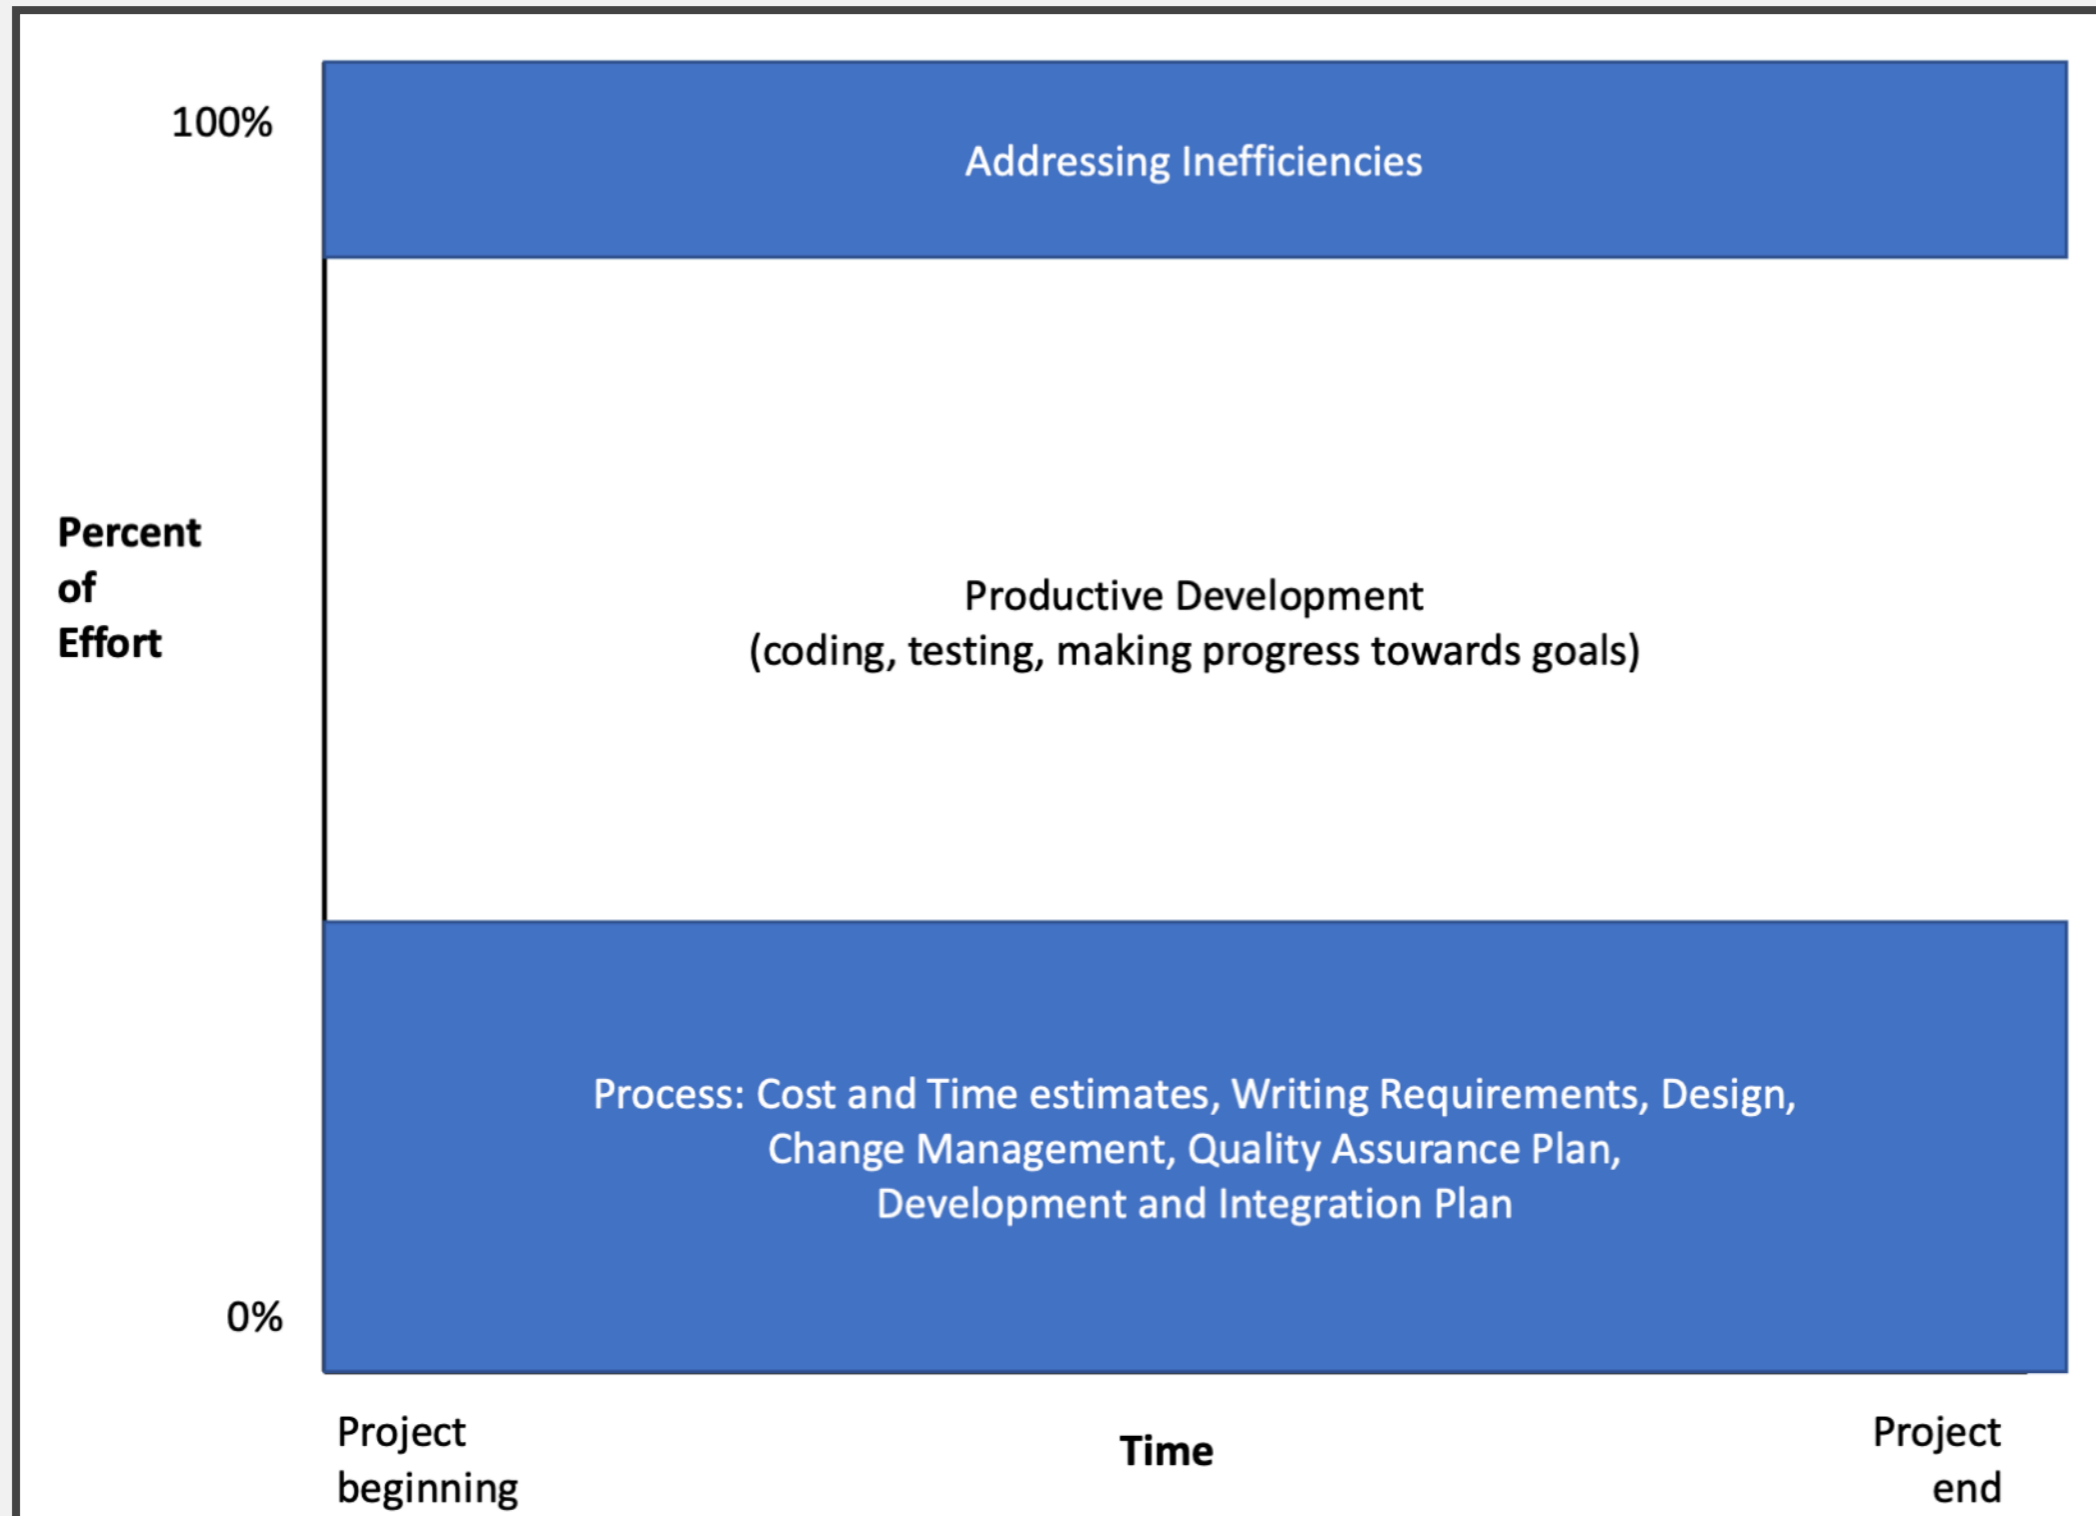 100%
Addressing Inefficiencies
Percent
of
Effort
Productive Development
(coding, testing, making progress towards goals)
Process: Cost and Time estimates, Writing Requirements, Design,
Change Management, Quality Assurance Plan,
Development and Integration Plan
0%
Project
beginning
Time
Project
end